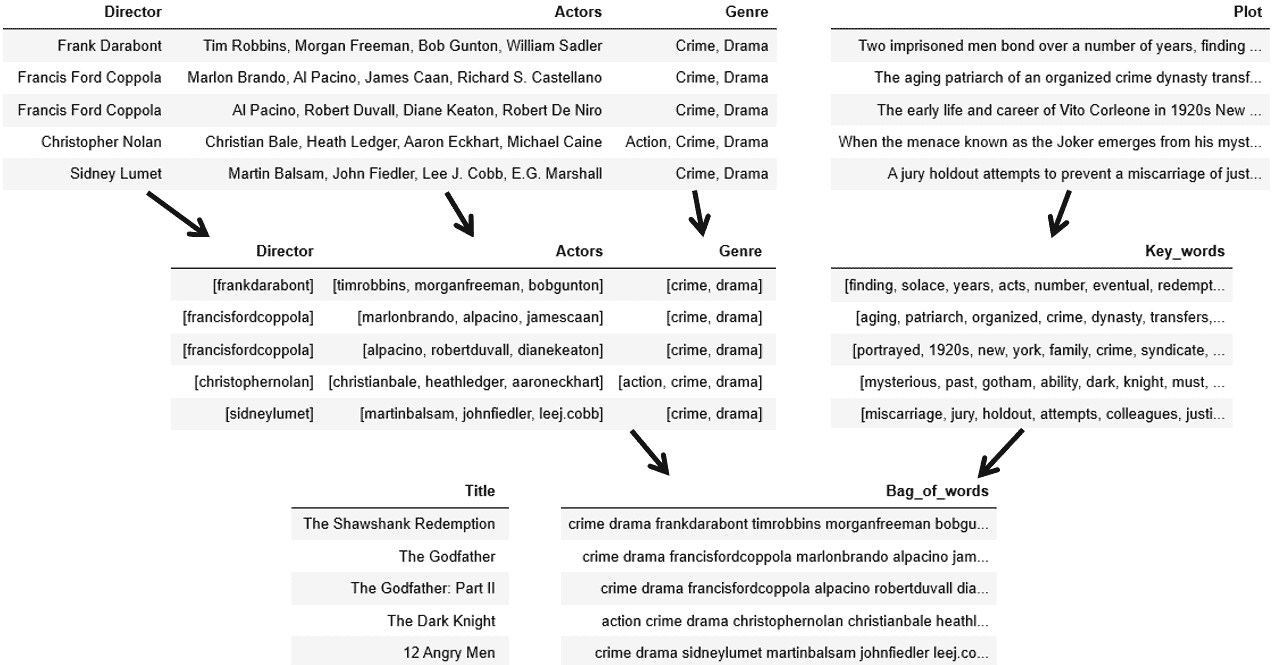 Director Actors Genre Plot
Frank Darabont Tim Robbins, Morgan Freeman, Bob Gunton, William Sadler Crime, Drama Two imprisoned men bond over a number of years, finding ...
Francis Ford Coppola Marlon Brando, Al Pacino, James Caan, Richard S. Castellano Crime, Drama The aging patriarch of an organized crime dynasty transf...
Francis Ford Coppola Al Pacino, Robert Duvall, Diane Keaton, Robert De Niro Crime, Drama The early life and career of Vito Corleone in 1920s New ...
Christopher Nolan Christian Bale, Heath Ledger, Aaron Eckhart, Michael Caine Action, Crime, Drama When the menace known as the Joker emerges from his myst...
Sidney Lumet Martin Balsam, John Fiedler, Lee J. Cobb, E.G. Marshall Crime, Drama A jury holdout attempts to prevent a miscarriage of just...
Director Actors Genre Key_words
[frankdarabont] [timrobbins, morganfreeman, bobgunton] [crime, drama] [finding, solace, years, acts, number, eventual, redempt...
[francisfordcoppola] [marlonbrando, alpacino, jamescaan] [crime, drama] [aging, patriarch, organized, crime, dynasty, transfers,...
[francisfordcoppola] [alpacino, robertduvall, dianekeaton] [crime, drama] [portrayed, 1920s, new, york, family, crime, syndicate, ...
[christophernolan] [christianbale, heathledger, aaroneckhart] [action, crime, drama] [mysterious, past, gotham, ability, dark, knight, must, ...
[sidneylumet] [martinbalsam, johnfiedler, leej.cobb] [crime, drama] [miscarriage, jury, holdout, attempts, colleagues, justi...
Title Bag_of_words
The Shawshank Redemption crime drama frankdarabont timrobbins morganfreeman bobgu...
The Godfather crime drama francisfordcoppola marlonbrando alpacino jam...
The Godfather: Part II crime drama francisfordcoppola alpacino robertduvall dia...
The Dark Knight action crime drama christophernolan christianbale heathl...
12 Angry Men crime drama sidneylumet martinbalsam johnfiedler leej.co...